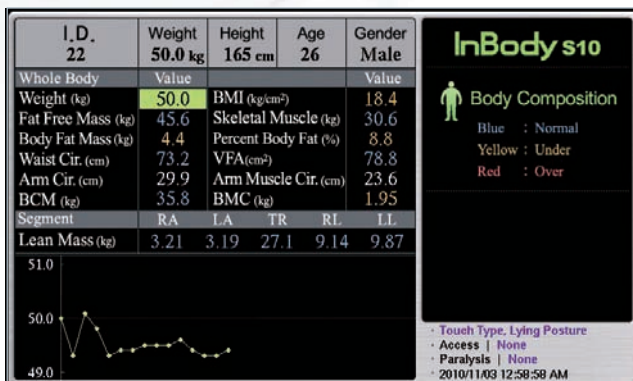 I.D. Weight Height Age Gender
22 50.0 kg 165 cm 26 Male
Whole Body Value Value
Weight (kg) 50.0 BMI (kg/cm²) 18.4
Fat Free Mass (kg) 45.6 Skeletal Muscle (kg) 30.6
Body Fat Mass (kg) 4.4 Percent Body Fat (%) 8.8
Waist Cir. (cm) 73.2 VFA(cm²) 78.8
Arm Cir. (cm) 29.9 Arm Muscle Cir. (cm) 23.6
BCM (kg) 35.8 BMC (kg) 1.95
Segment RA LA TR RL LL
Lean Mass (kg) 3.21 3.19 27.1 9.14 9.87
51.0
50.0
49.0
InBody S10
Body Composition
Blue : Normal
Yellow : Under
Red : Over
· Touch Type, Lying Posture
· Access | None
· Paralysis | None
· 2010/11/03 12:58:58 AM